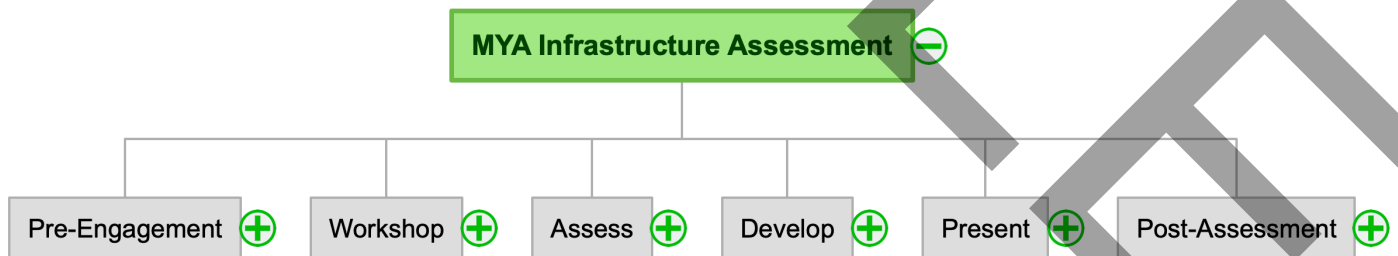 MYA Infrastructure Assessment
Pre-Engagement
Workshop
Assess
Develop
Present
Post-Assessment